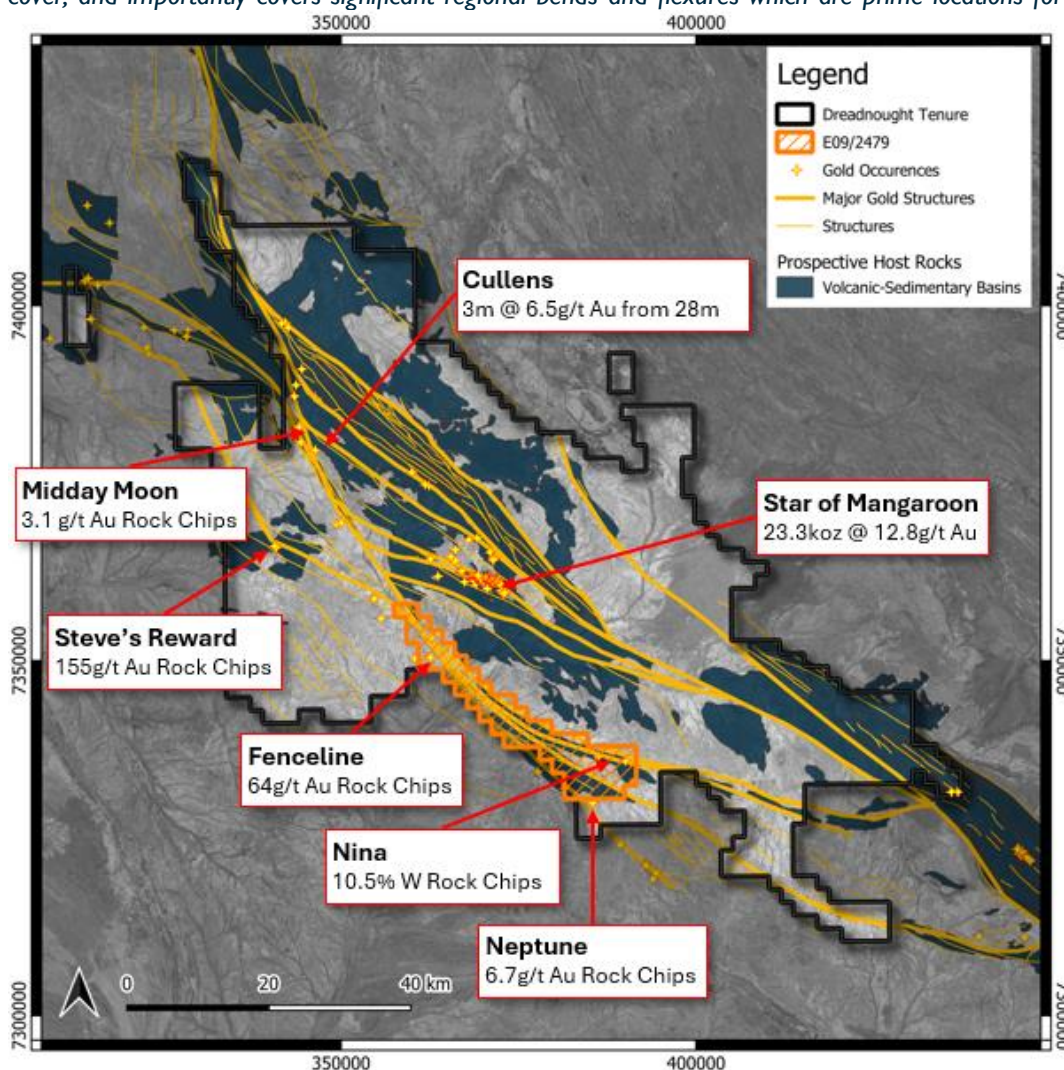 cover, and importantly covers significant regional bends and flexures which are prime locations for
350000
400000
Legend
Dreadnought Tenure
E09/2479
Gold Occurences
Major Gold Structures
Structures
Prospective Host Rocks
Volcanic-Sedimentary Basins
7400000
7400000
Cullens
3m @ 6.5g/t Au from 28m
Midday Moon
3.1 g/t Au Rock Chips
Star of Mangaroon
23.3koz @ 12.8g/t Au
Steve's Reward
155g/t Au Rock Chips
7350000
7350000
Fenceline
64g/t Au Rock Chips
Nina
10.5% W Rock Chips
Neptune
6.7g/t Au Rock Chips
0
20
40 km
7300000
7300000
350000
400000